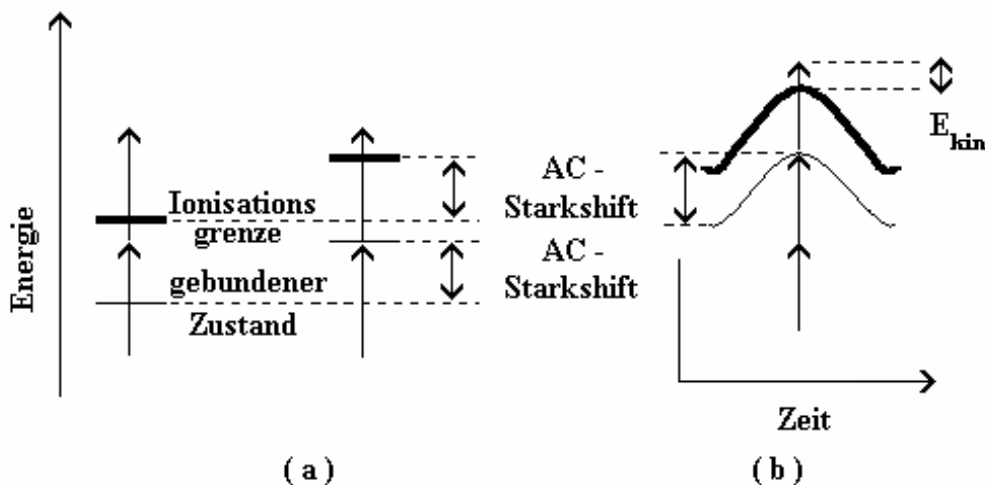 Energie
Ionisations
grenze
gebundener
Zustand
AC -
Starkshift
AC -
Starkshift
( a )
E kin
Zeit
( b )